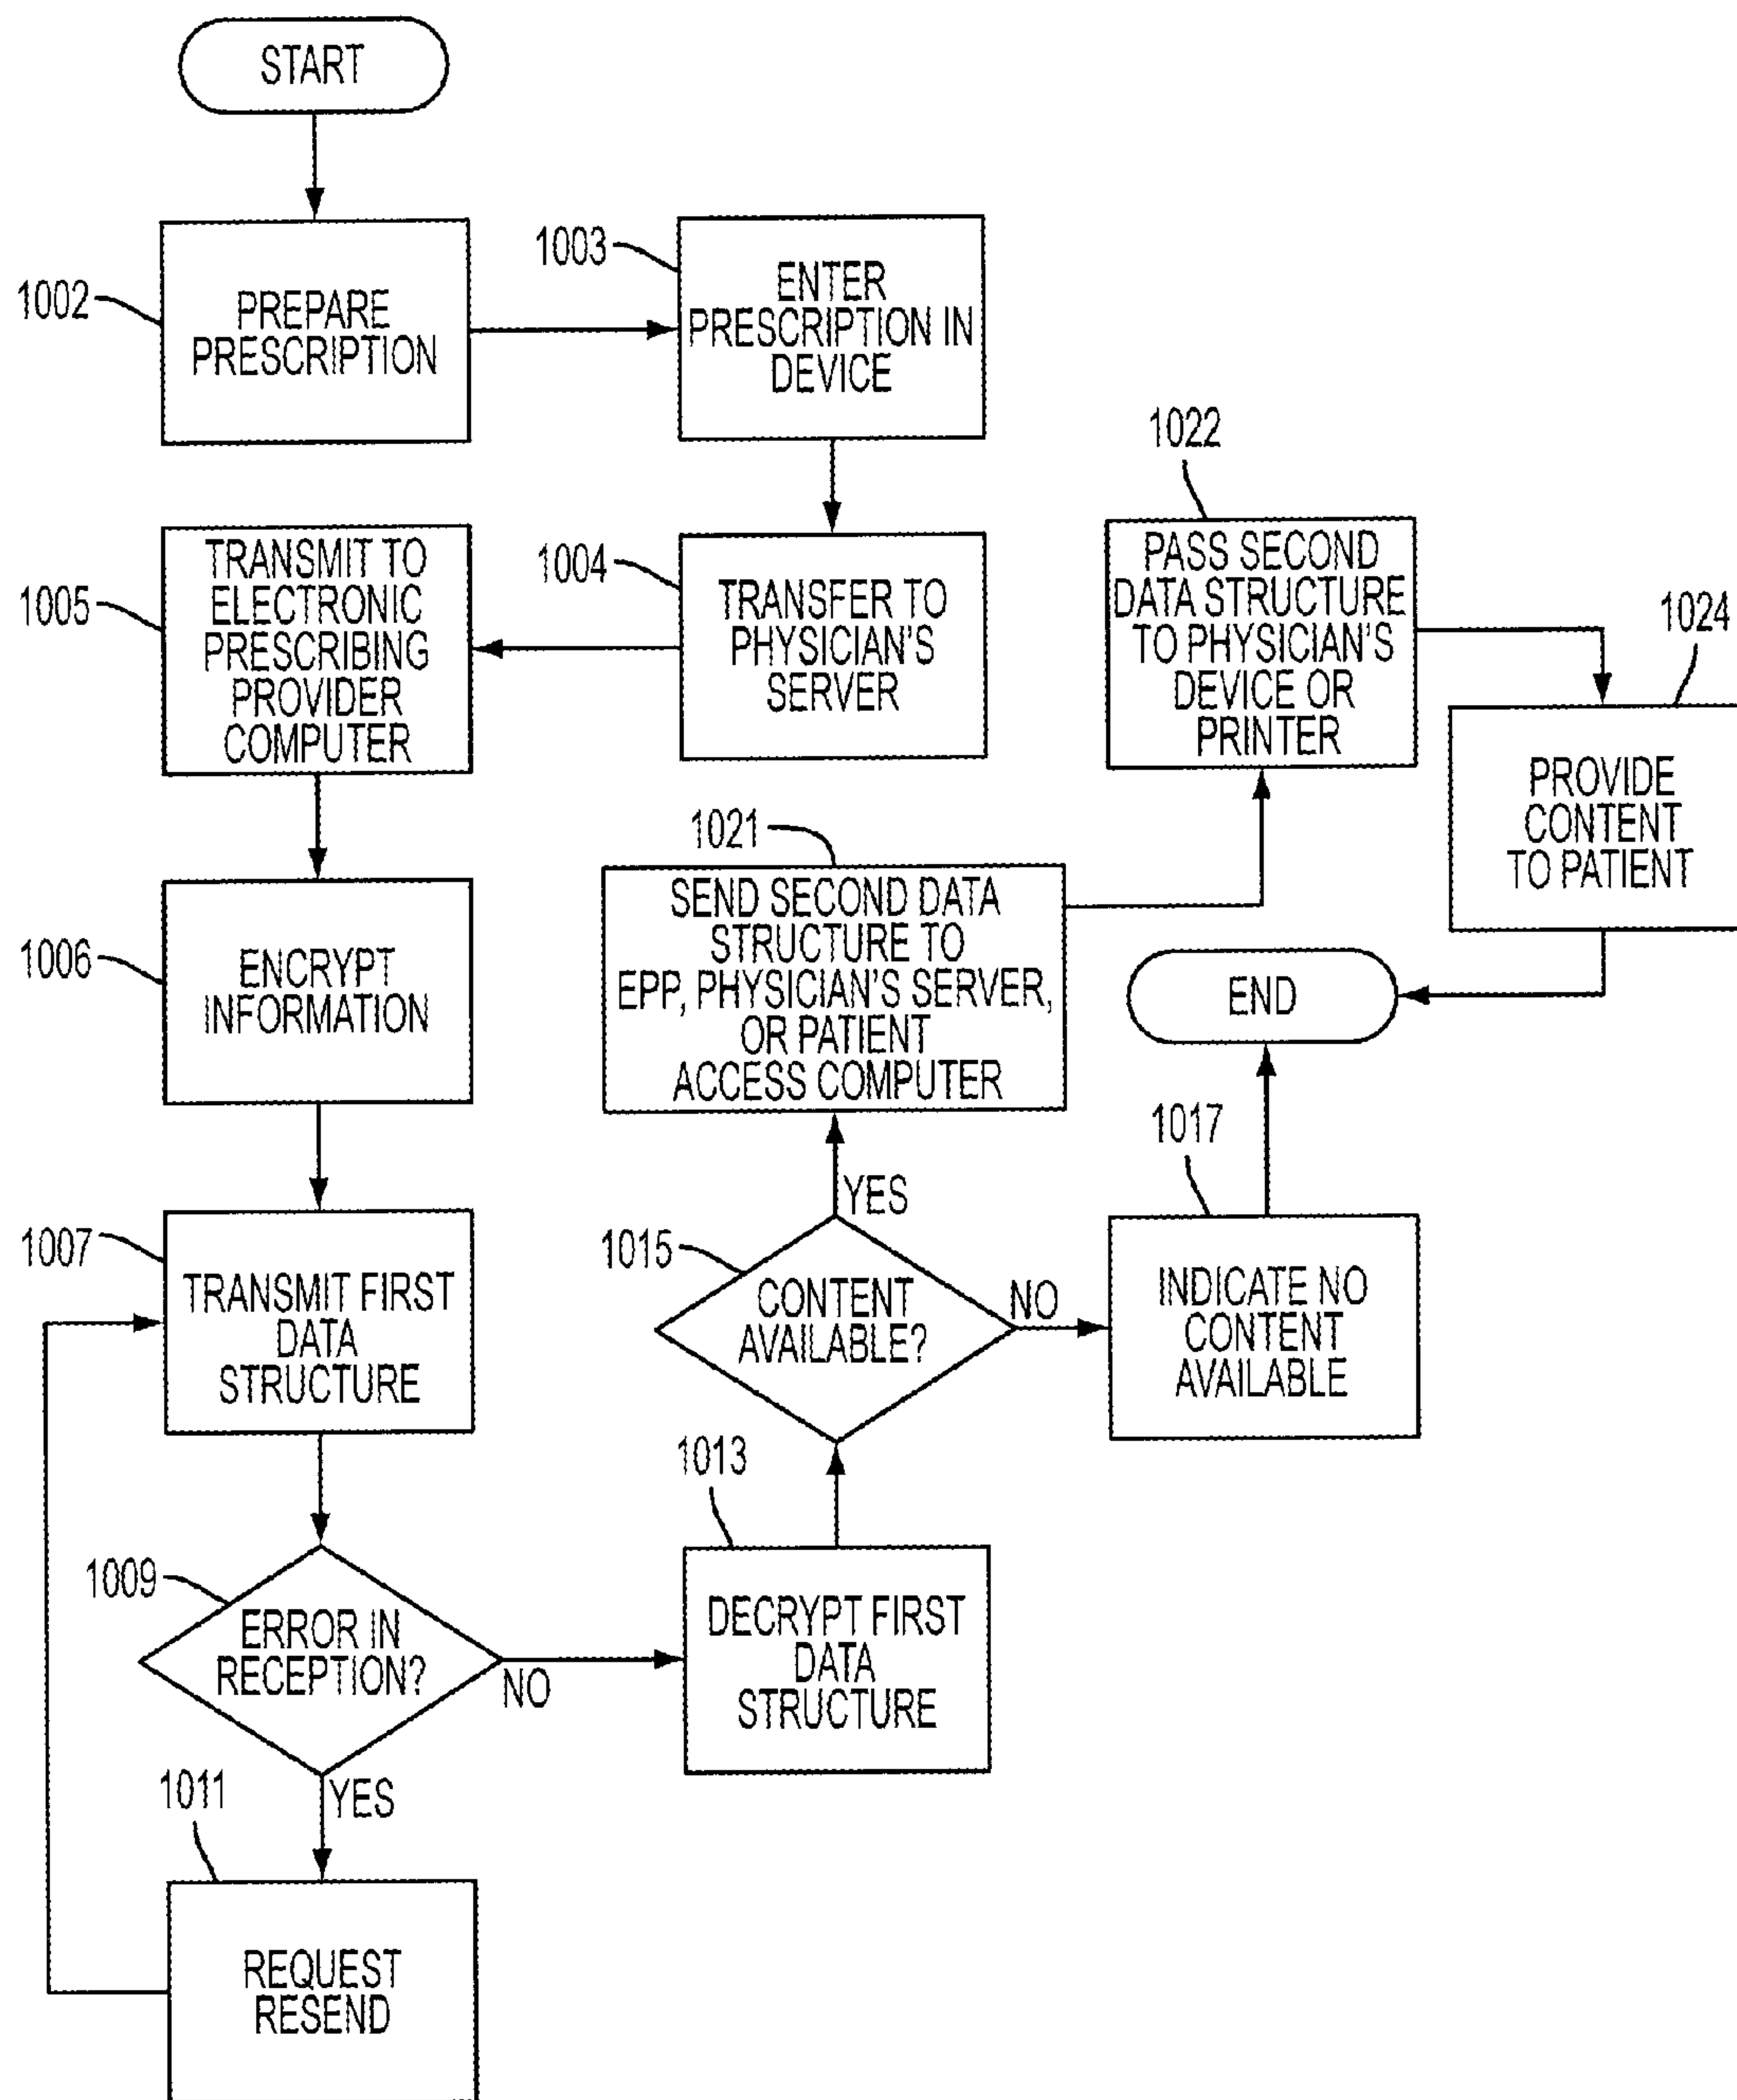 START
1002
PREPARE
PRESCRIPTION
1003
ENTER
PRESCRIPTION IN
DEVICE
1004
TRANSFER TO
PHYSICIAN'S
SERVER
1005
TRANSMIT TO
ELECTRONIC
PRESCRIBING
PROVIDER
COMPUTER
1006
ENCRYPT
INFORMATION
1007
TRANSMIT FIRST
DATA
STRUCTURE
1009
ERROR IN
RECEPTION?
YES
NO
1011
REQUEST
RESEND
1013
DECRYPT FIRST
DATA
STRUCTURE
1015
CONTENT
AVAILABLE?
YES
NO
1017
INDICATE NO
CONTENT
AVAILABLE
1021
SEND SECOND DATA
STRUCTURE TO
EPP, PHYSICIAN'S SERVER,
OR PATIENT
ACCESS COMPUTER
1022
PASS SECOND
DATA STRUCTURE
TO PHYSICIAN'S
DEVICE OR
PRINTER
1024
PROVIDE
CONTENT
TO PATIENT
END